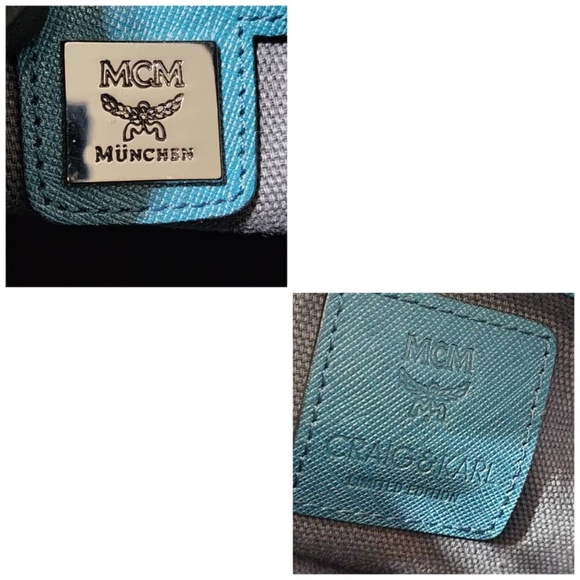 MCM
MÜNCHEN
MCM
CRAIG & KARL
LIMITED EDITION